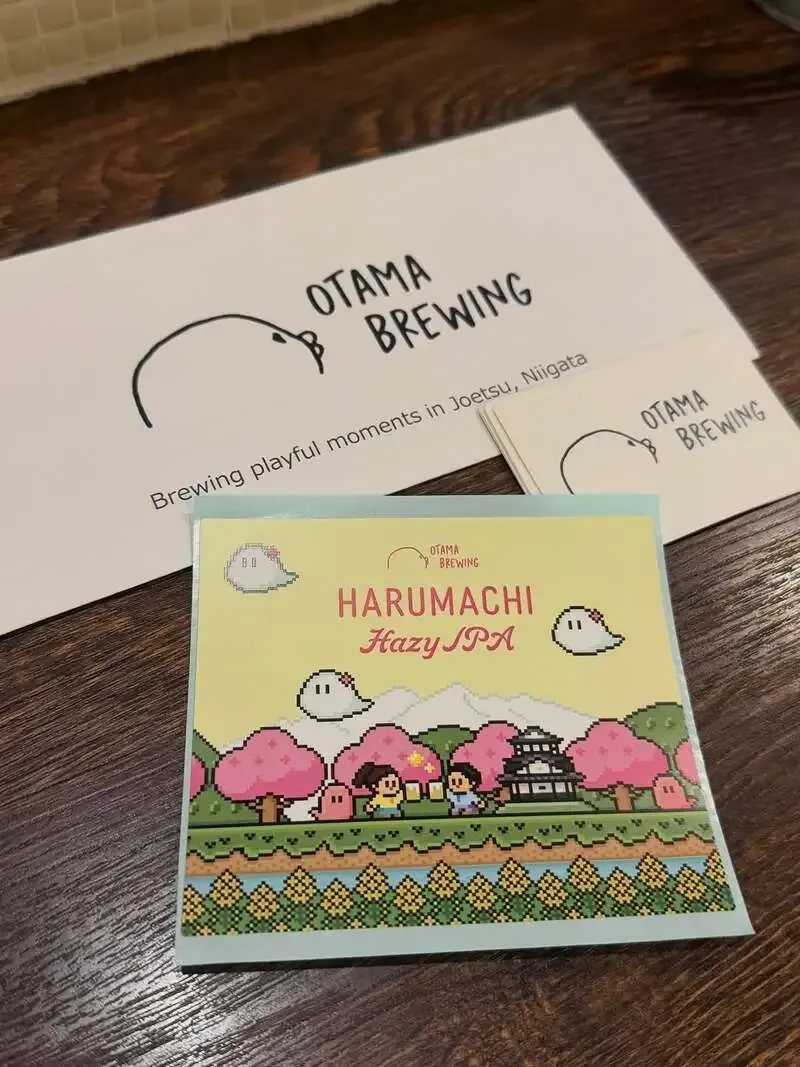 OTAMA
BREWING
Brewing playful moments in Joetsu, Niigata
OTAMA
BREWING
OTAMA
BREWING
HARUMACHI
Hazy IPA